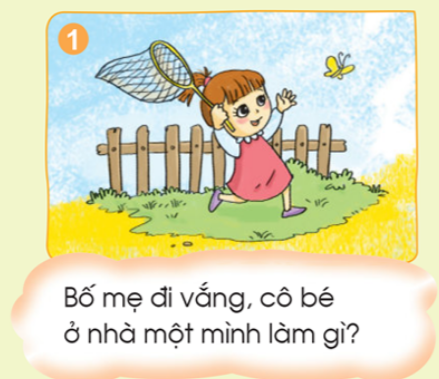 1
Bố mẹ đi vắng, cô bé
ở nhà một mình làm gì?